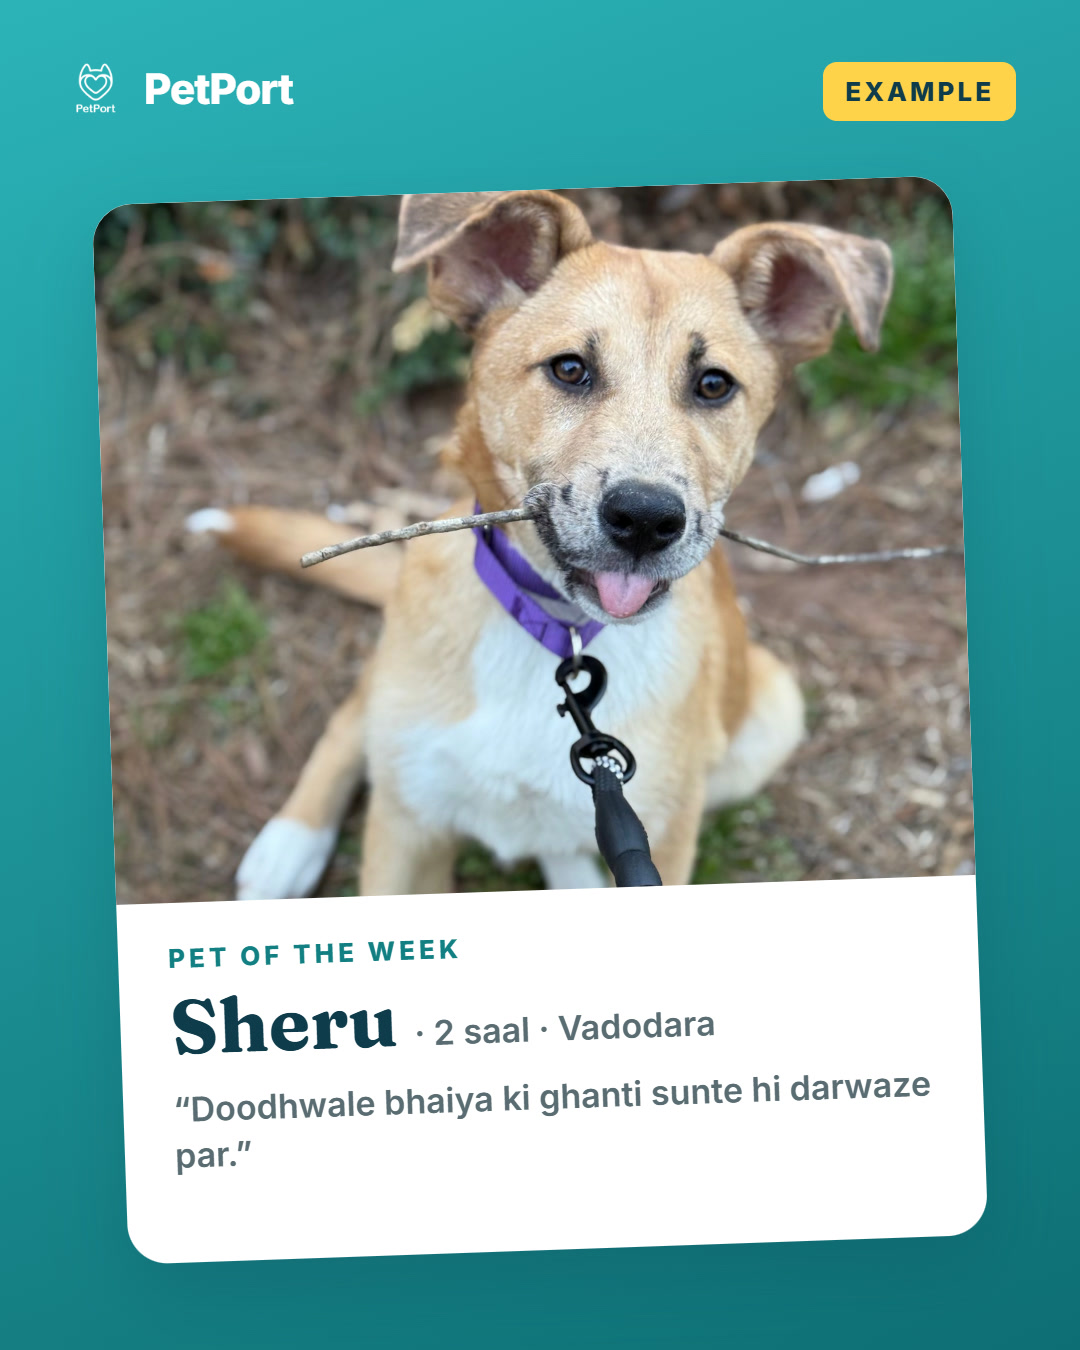 PetPort
PetPort
EXAMPLE
PET OF THE WEEK
Sheru · 2 saal · Vadodara
“Doodhwale bhaiya ki ghanti sunte hi darwaze
par.”